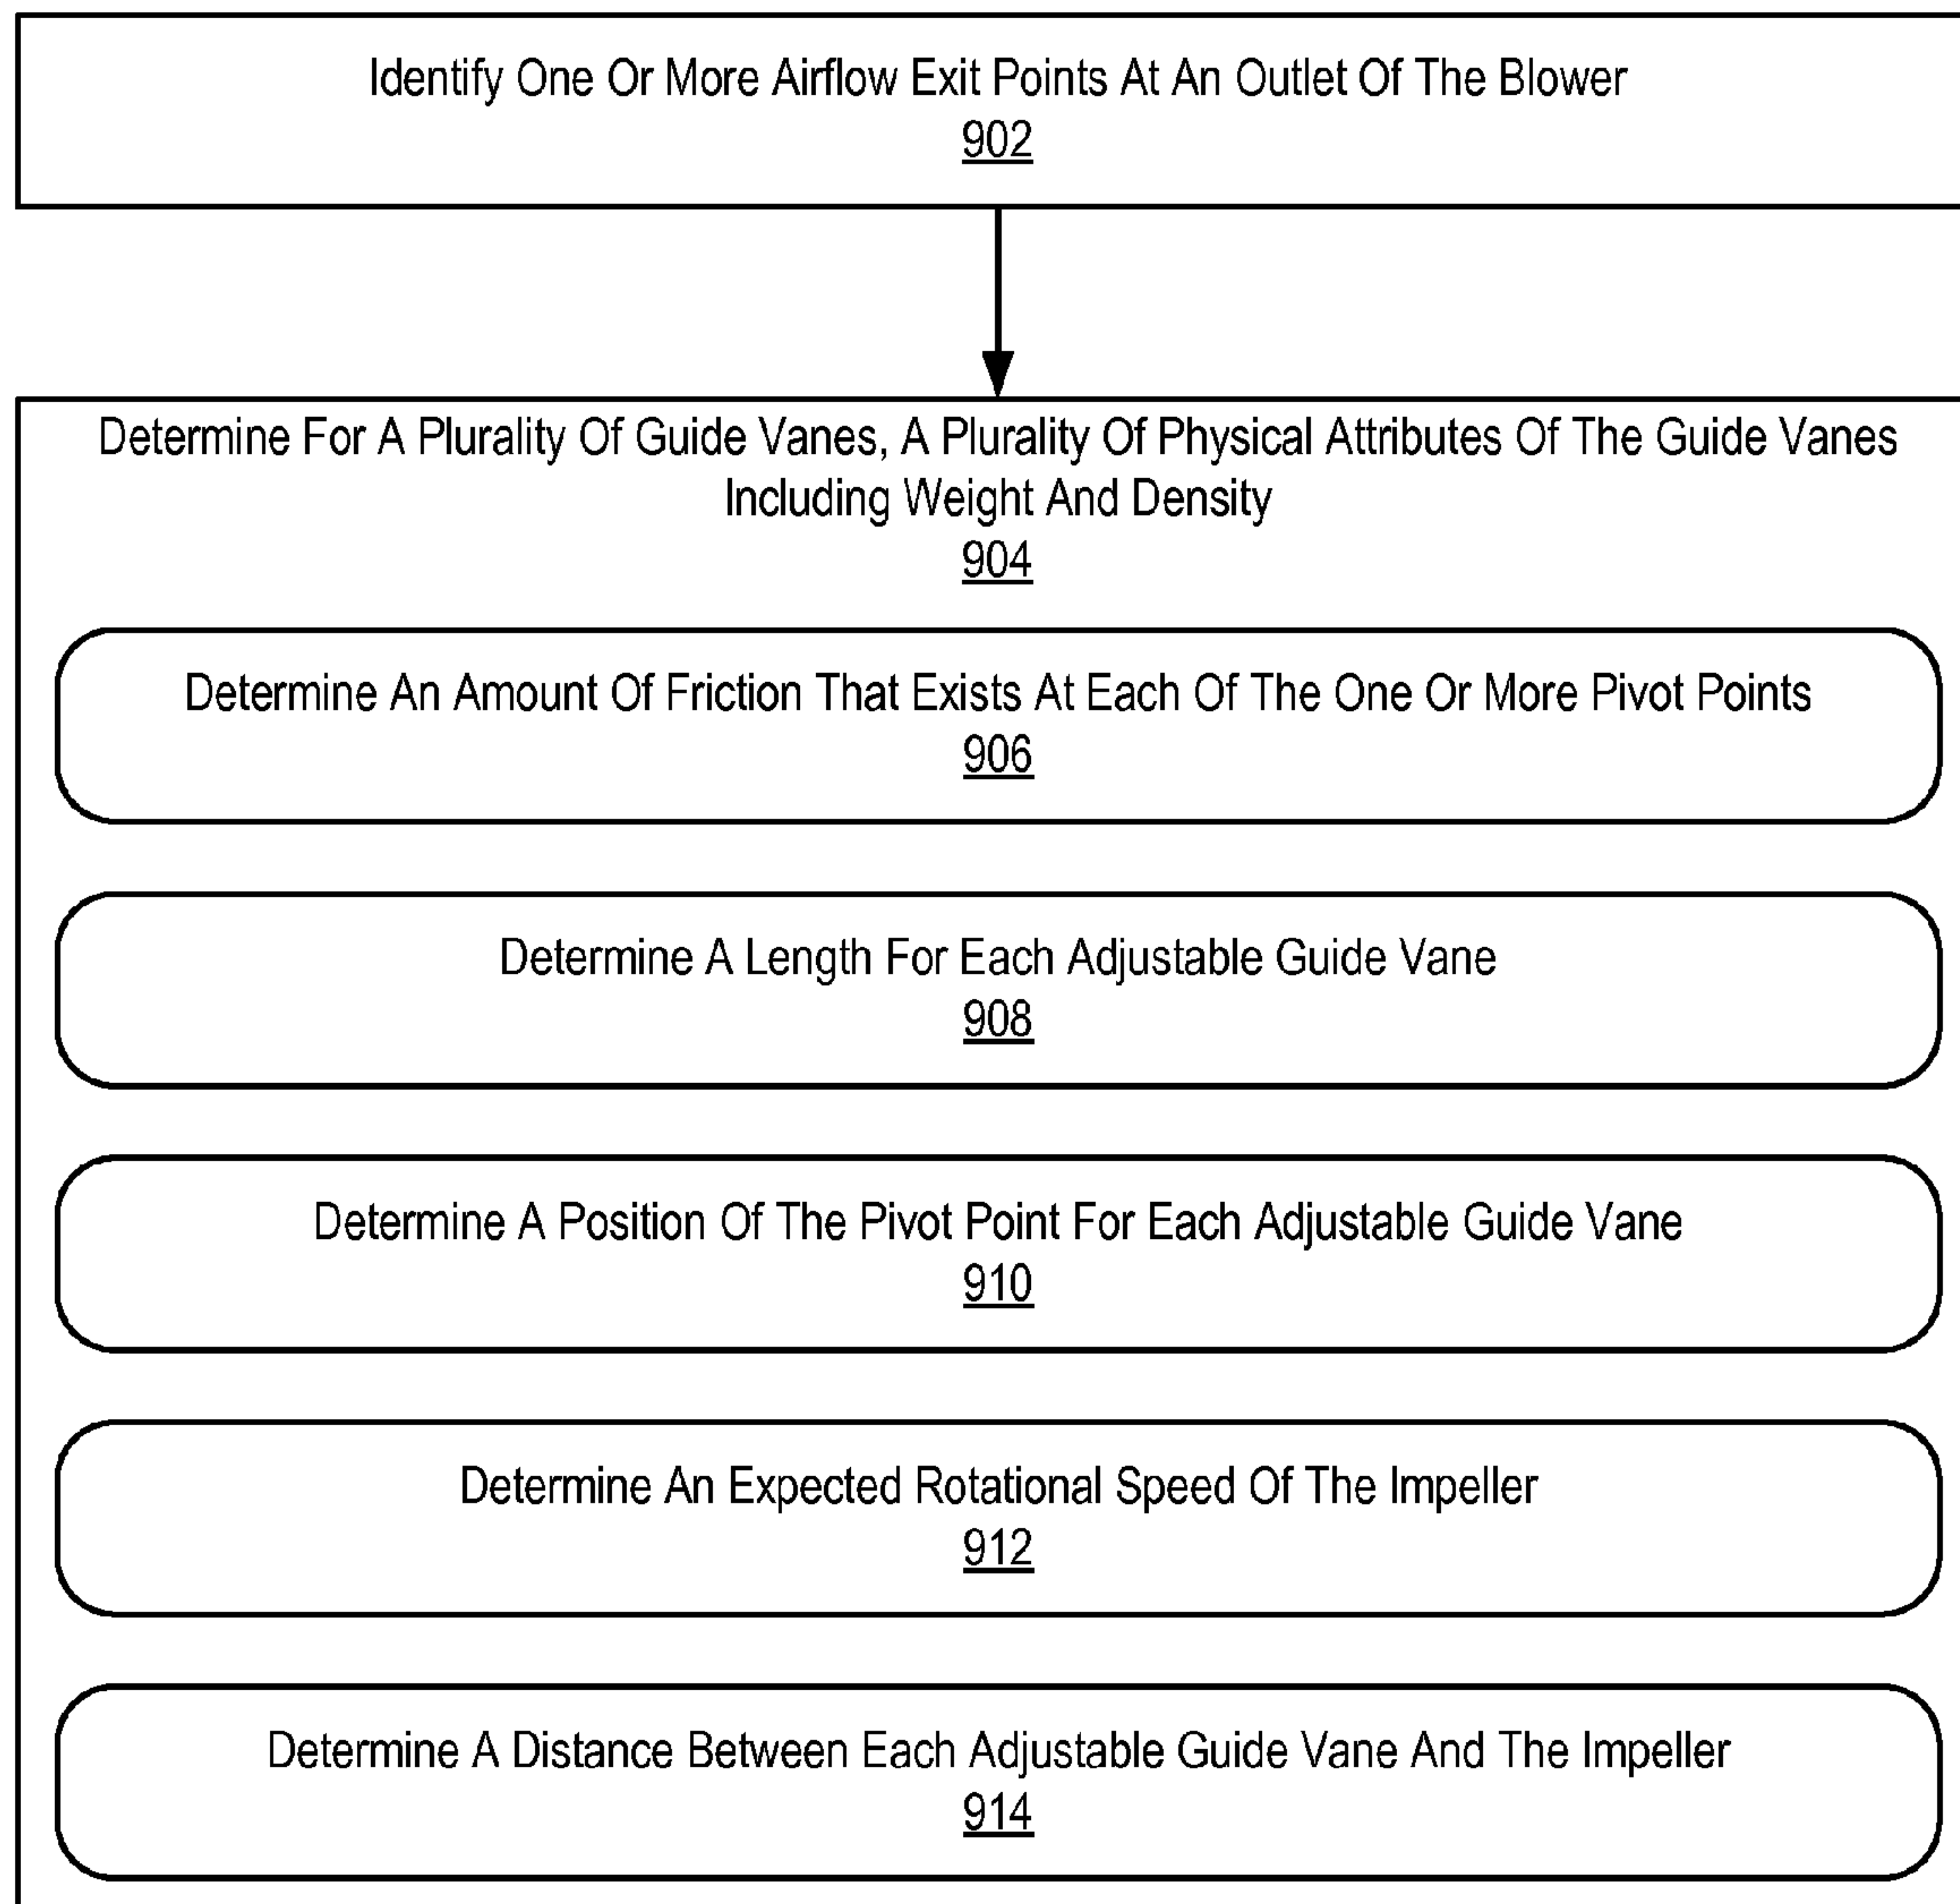 Identify One Or More Airflow Exit Points At An Outlet Of The Blower
902
Determine For A Plurality Of Guide Vanes, A Plurality Of Physical Attributes Of The Guide Vanes
Including Weight And Density
904
Determine An Amount Of Friction That Exists At Each Of The One Or More Pivot Points
906
Determine A Length For Each Adjustable Guide Vane
908
Determine A Position Of The Pivot Point For Each Adjustable Guide Vane
910
Determine An Expected Rotational Speed Of The Impeller
912
Determine A Distance Between Each Adjustable Guide Vane And The Impeller
914